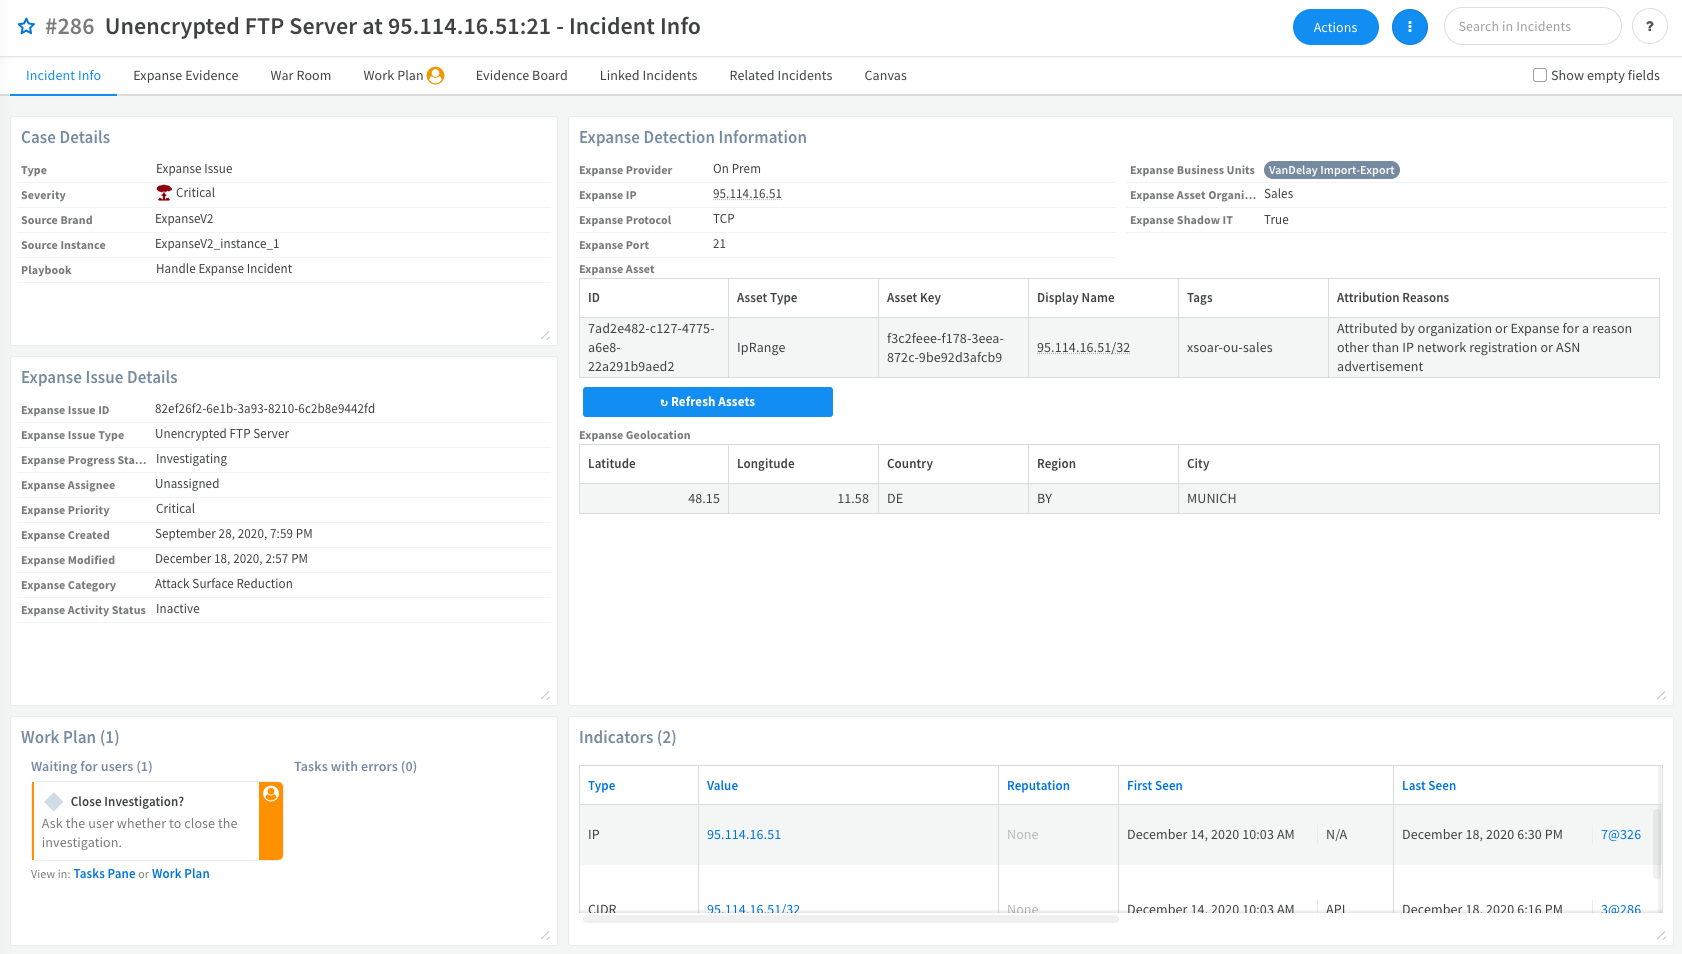 #286 Unencrypted FTP Server at 95.114.16.51:21 - Incident Info
Actions
Search in Incidents
?
Incident Info Expanse Evidence War Room Work Plan Evidence Board Linked Incidents Related Incidents Canvas
Show empty fields
Case Details
Type Expanse Issue
Severity Critical
Source Brand ExpanseV2
Source Instance ExpanseV2_instance_1
Playbook Handle Expanse Incident
Expanse Issue Details
Expanse Issue ID 82ef26f2-6e1b-3a93-8210-6c2b8e9442fd
Expanse Issue Type Unencrypted FTP Server
Expanse Progress Sta... Investigating
Expanse Assignee Unassigned
Expanse Priority Critical
Expanse Created September 28, 2020, 7:59 PM
Expanse Modified December 18, 2020, 2:57 PM
Expanse Category Attack Surface Reduction
Expanse Activity Status Inactive
Expanse Detection Information
Expanse Provider On Prem
Expanse IP 95.114.16.51
Expanse Protocol TCP
Expanse Port 21
Expanse Business Units VanDelay Import-Export
Expanse Asset Organi... Sales
Expanse Shadow IT True
Expanse Asset
ID Asset Type Asset Key Display Name Tags Attribution Reasons
7ad2e482-c127-4775-
a6e8-
22a291b9aed2
IpRange
f3c2feee-f178-3eea-
872c-9be92d3afcb9
95.114.16.51/32
xsoar-ou-sales
Attributed by organization or Expanse for a reason
other than IP network registration or ASN
advertisement
↻ Refresh Assets
Expanse Geolocation
Latitude Longitude Country Region City
48.15 11.58 DE BY MUNICH
Work Plan (1)
Waiting for users (1)
Close Investigation?
Ask the user whether to close the
investigation.
View in: Tasks Pane or Work Plan
Tasks with errors (0)
Indicators (2)
Type Value Reputation First Seen Last Seen
IP 95.114.16.51 None December 14, 2020 10:03 AM N/A December 18, 2020 6:30 PM 7@326
CIDR 95.114.16.51/32 None December 14, 2020 10:03 AM API December 18, 2020 6:16 PM 3@286